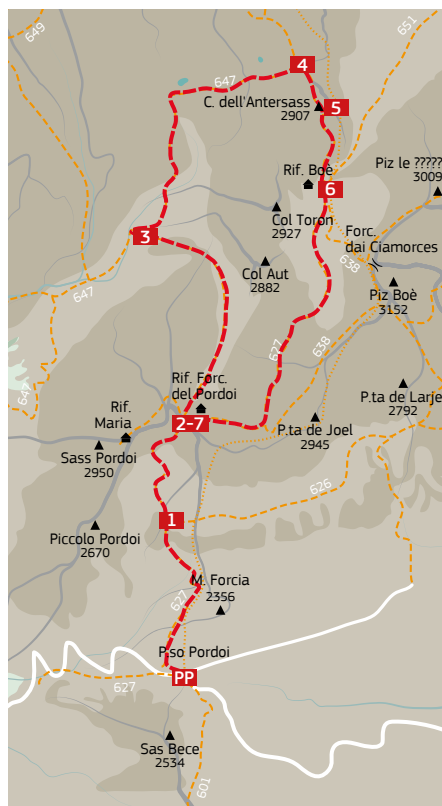 649
651
647
4
C. dell'Antersass
2907
5
Rif. Boè
6
Piz le ?????
3009
Col Toron
2927
3
Forc.
dai Ciamorces
638
Col Aut
2882
Piz Boè
3152
647
627
638
647
Rif. Forc.
del Pordoi
Rif.
Maria
2-7
P.ta de Larje
2792
P.ta de Joel
2945
Sass Pordoi
2950
626
1
Piccolo Pordoi
2670
M. Forcia
2356
627
P.so Pordoi
PP
627
Sas Bece
2534
601